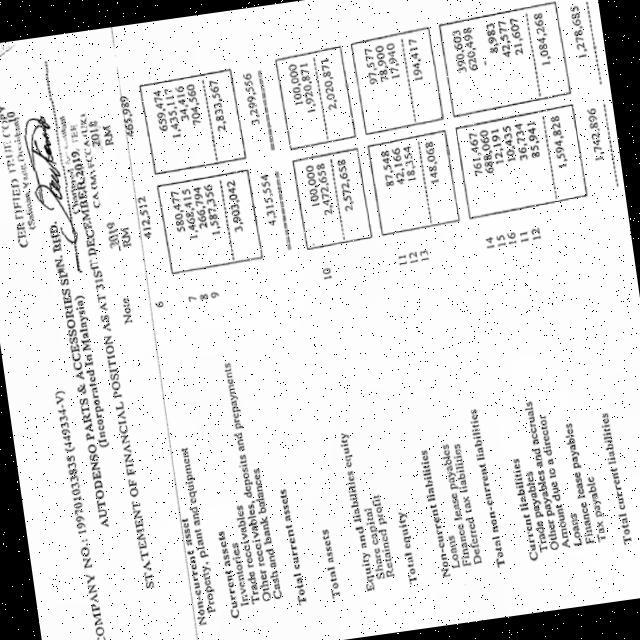 CERTIFIED TRUE COPY
COMPANY NO.: 199701033835 (449334-V)
AUTODENSO PARTS & ACCESSORIES SDN. BHD.
(Incorporated in Malaysia)
STATEMENT OF FINANCIAL POSITION AS AT 31ST DECEMBER 2019
Note 2019 2018
RM RM
Non-current asset
Property, plant and equipment 6 412,512 465,989
Current assets
Inventories 580,477 659,474
Trade receivables 7 1,468,415 1,435,117
Other receivables, deposits and prepayments 8 266,794
Cash and bank balances 9 1,587,356 704,560
Total current assets 3,903,042 2,833,567
Total assets 4,315,554 3,299,556
Equity and liabilities equity
Share capital 10 100,000 100,000
Retained profit 2,472,658 1,920,871
Total equity 2,572,658 2,020,871
Non-current liabilities
Loans 11 87,548 97,577
Finance lease payables 12 42,166 78,900
Deferred tax liabilities 13 18,354 17,940
Total non-current liabilities 148,068 194,417
Current liabilities
Trade payables 14 761,467 390,603
Other payables and accruals 15 688,060 620,498
Amount due to a director 16 12,191 -
Loans 11 10,935 8,983
Finance lease payables 12 36,734 42,577
Tax payable 85,441 21,607
Total current liabilities 1,594,828 1,084,268
1,742,896 1,278,685